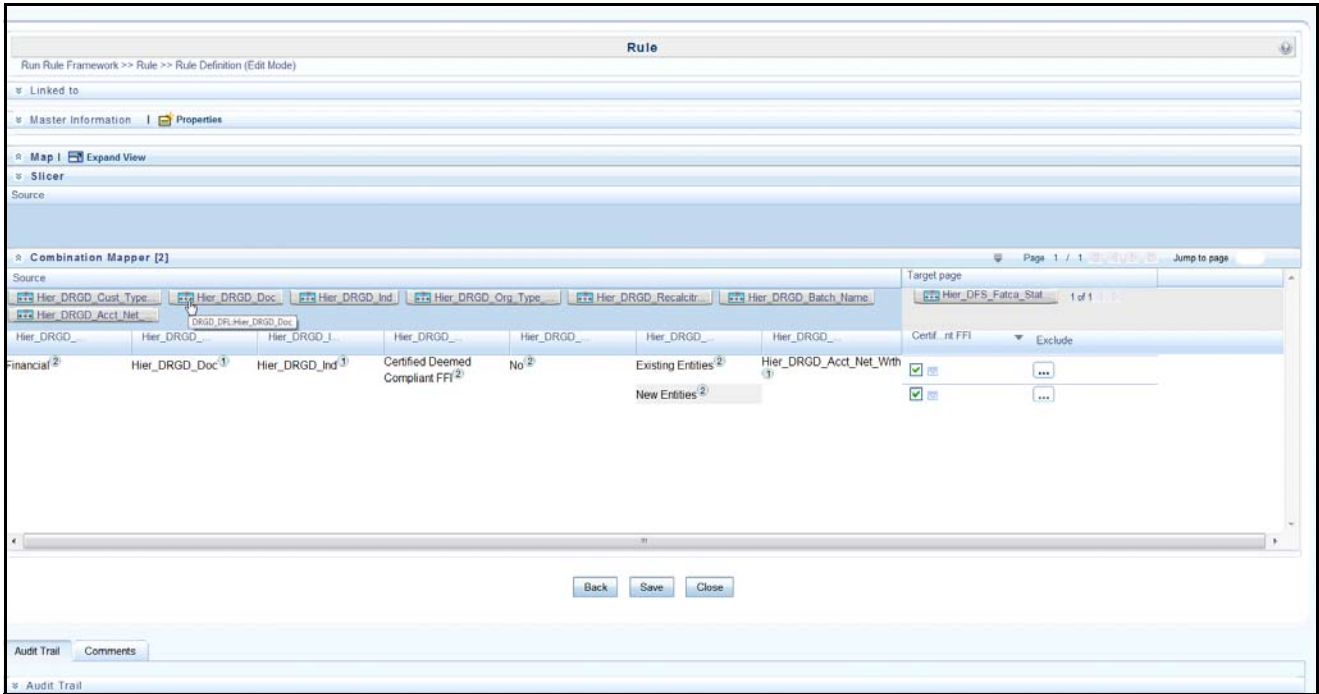 Rule
Run Rule Framework >> Rule >> Rule Definition (Edit Mode)
Linked to
Master Information | Properties
Map | Expand View
Slicer
Source
Combination Mapper [2] Page 1 / 1 Jump to page
Source Target page
Hier_DRGD_Cust_Type... Hier_DRGD_Doc Hier_DRGD_Ind Hier_DRGD_Org_Type_... Hier_DRGD_Recalcitr... Hier_DRGD_Batch_Name Hier_DFS_Fatca_Stat... 1 of 1
Hier_DRGD_Acct_Net_...
DRGD_DFL:Hier_DRGD_Doc
Hier_DRGD_... Hier_DRGD_... Hier_DRGD_I... Hier_DRGD_... Hier_DRGD_... Hier_DRGD_... Hier_DRGD_... Certif...nt FFI Exclude
Financial 2 Hier_DRGD_Doc 1 Hier_DRGD_Ind 1 Certified Deemed Compliant FFI 2 No 2 Existing Entities 2 Hier_DRGD_Acct_Net_Wrth 1 ...
New Entities 2 ...
Back Save Close
Audit Trail Comments
Audit Trail